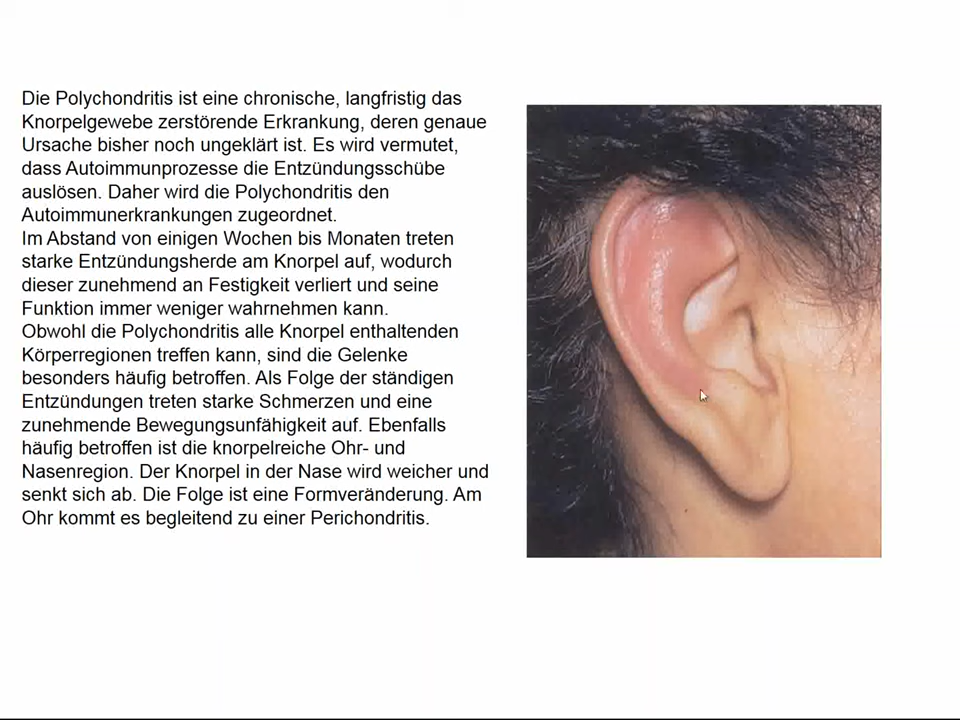 Die Polychondritis ist eine chronische, langfristig das
Knorpelgewebe zerstörende Erkrankung, deren genaue
Ursache bisher noch ungeklärt ist. Es wird vermutet,
dass Autoimmunprozesse die Entzündungsschübe
auslösen. Daher wird die Polychondritis den
Autoimmunerkrankungen zugeordnet.
Im Abstand von einigen Wochen bis Monaten treten
starke Entzündungsherde am Knorpel auf, wodurch
dieser zunehmend an Festigkeit verliert und seine
Funktion immer weniger wahrnehmen kann.
Obwohl die Polychondritis alle Knorpel enthaltenden
Körperregionen treffen kann, sind die Gelenke
besonders häufig betroffen. Als Folge der ständigen
Entzündungen treten starke Schmerzen und eine
zunehmende Bewegungsunfähigkeit auf. Ebenfalls
häufig betroffen ist die knorpelreiche Ohr- und
Nasenregion. Der Knorpel in der Nase wird weicher und
senkt sich ab. Die Folge ist eine Formveränderung. Am
Ohr kommt es begleitend zu einer Perichondritis.